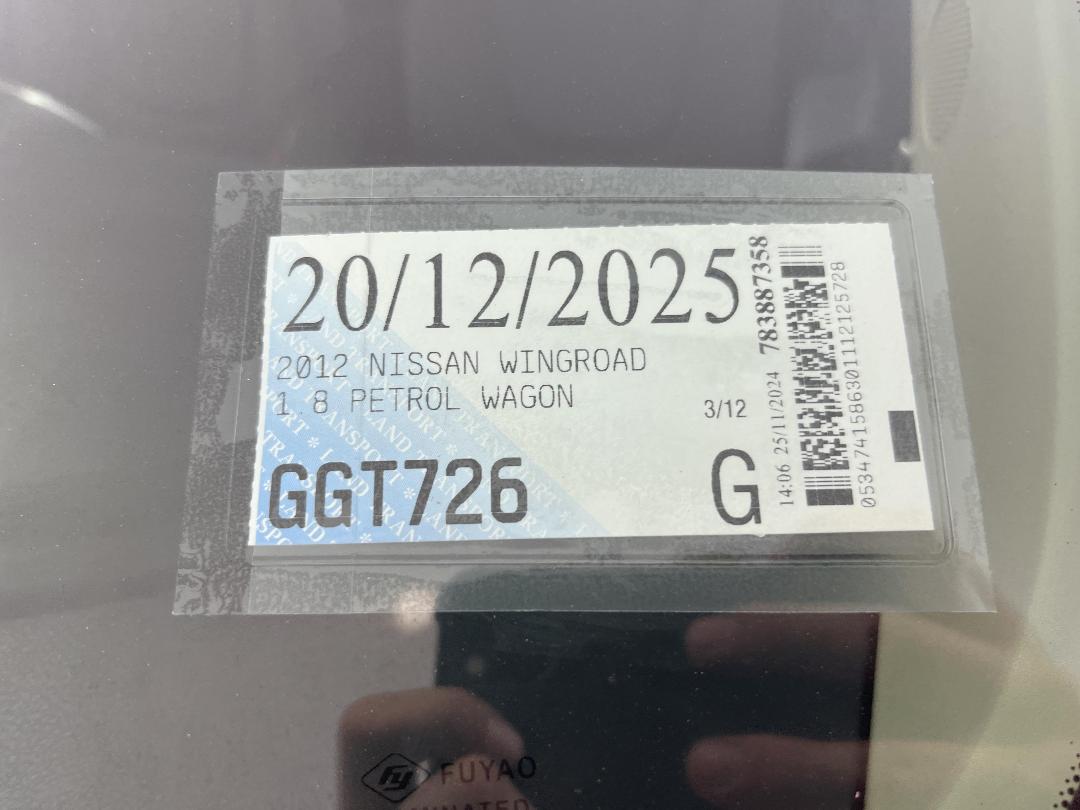 20/12/2025
2012 NISSAN WINGROAD
1.8 PETROL WAGON
3/12
GGT726
G
14:06 25/11/2024 783887358
05347415863011112125728
FUYAO